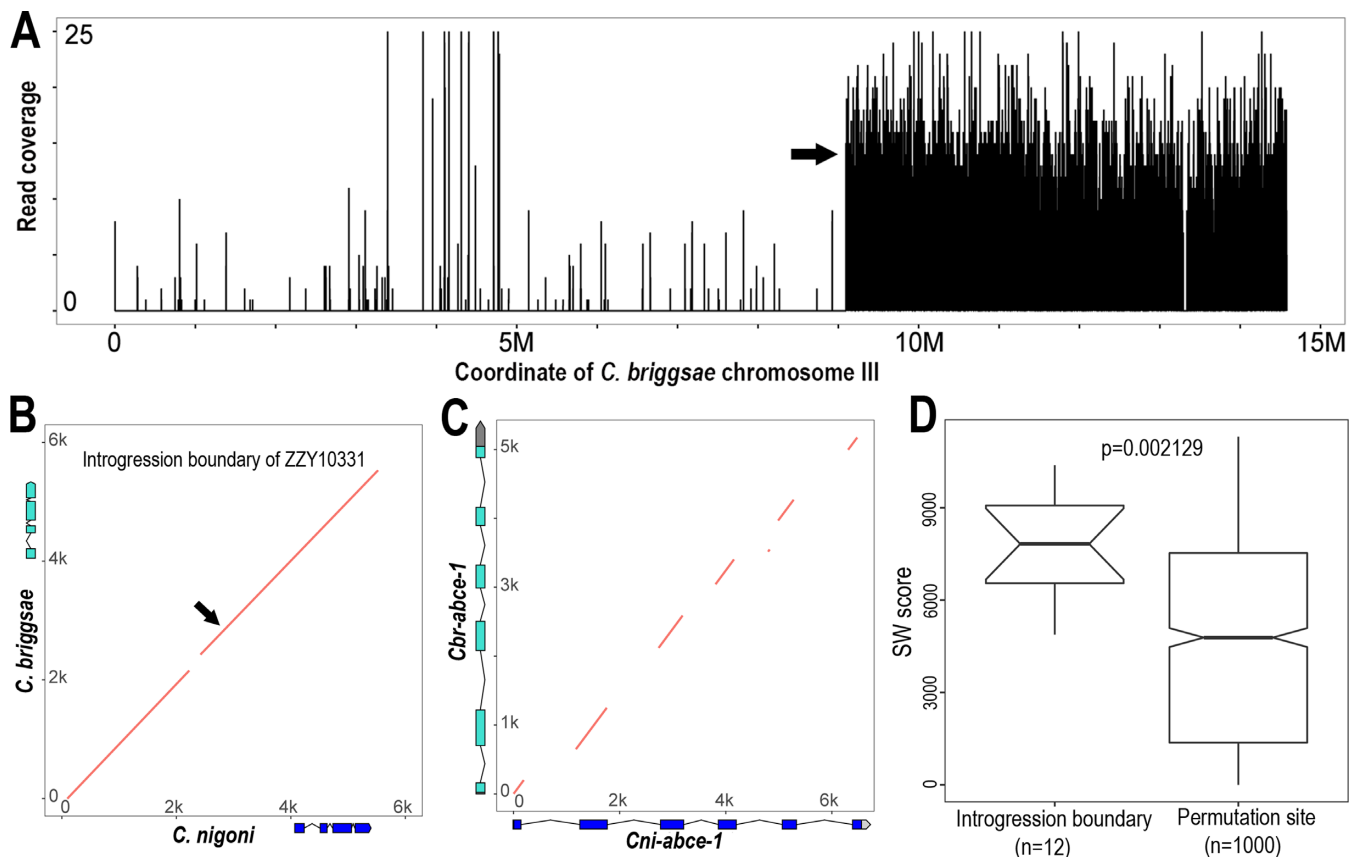 A
25
Read coverage
0
0
5M
10M
15M
Coordinate of C. briggsae chromosome III
B
6k
Introgression boundary of ZZY10331
4k
C. briggsae
2k
0
0
2k
4k
6k
C. nigoni
C
5k
Cbr-abce-1
3k
1k
0
0
2k
4k
6k
Cni-abce-1
D
p=0.002129
9000
SW score
6000
3000
0
Introgression boundary
(n=12)
Permutation site
(n=1000)